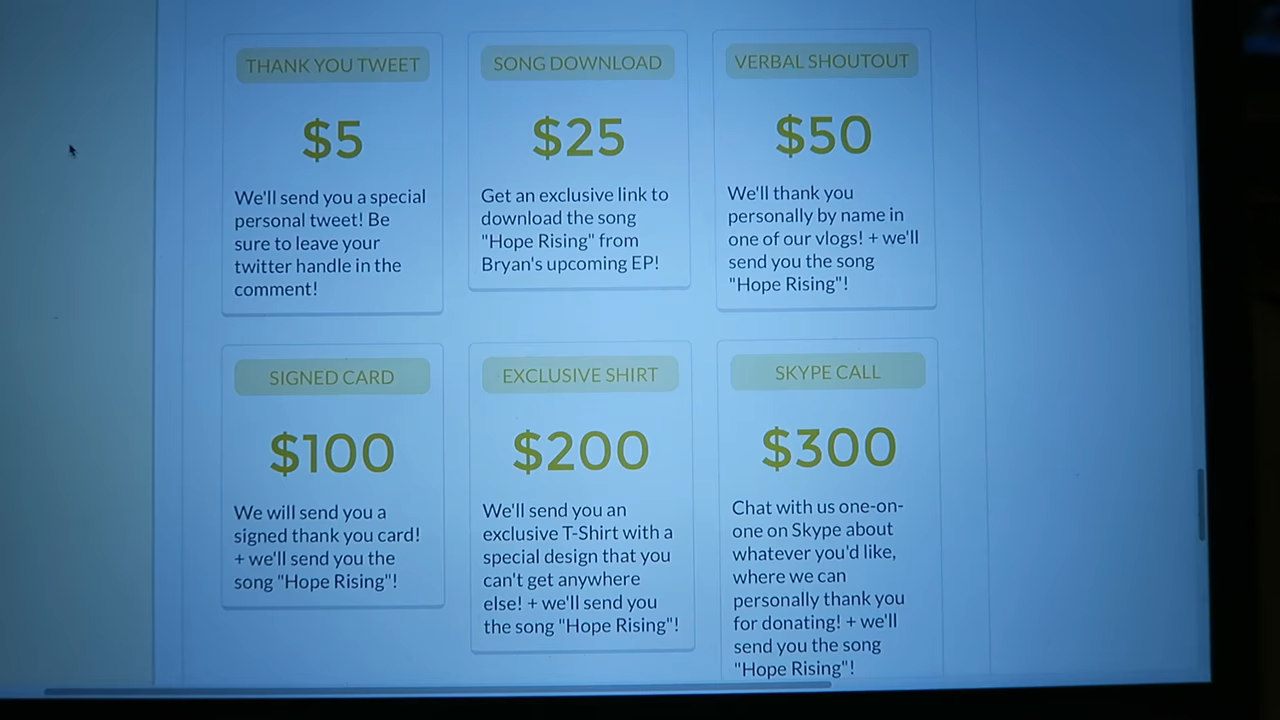 THANK YOU TWEET
$5
We'll send you a special
personal tweet! Be
sure to leave your
twitter handle in the
comment!
SONG DOWNLOAD
$25
Get an exclusive link to
download the song
"Hope Rising" from
Bryan's upcoming EP!
VERBAL SHOUTOUT
$50
We'll thank you
personally by name in
one of our vlogs! + we'll
send you the song
"Hope Rising"!
SIGNED CARD
$100
We will send you a
signed thank you card!
+ we'll send you the
song "Hope Rising"!
EXCLUSIVE SHIRT
$200
We'll send you an
exclusive T-Shirt with a
special design that you
can't get anywhere
else! + we'll send you
the song "Hope Rising"!
SKYPE CALL
$300
Chat with us one-on-
one on Skype about
whatever you'd like,
where we can
personally thank you
for donating! + we'll
send you the song
"Hope Rising"!